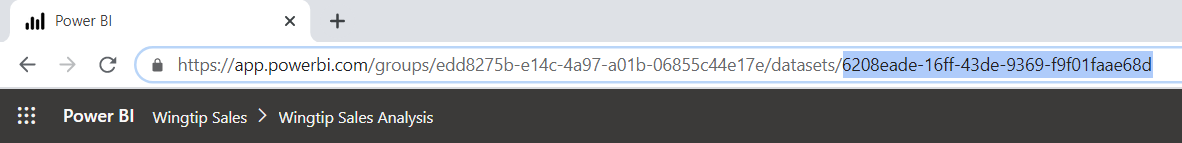 Power BI
https://app.powerbi.com/groups/edd8275b-e14c-4a97-a01b-06855c44e17e/datasets/6208eade-16ff-43de-9369-f9f01faae68d
Power BI Wingtip Sales > Wingtip Sales Analysis